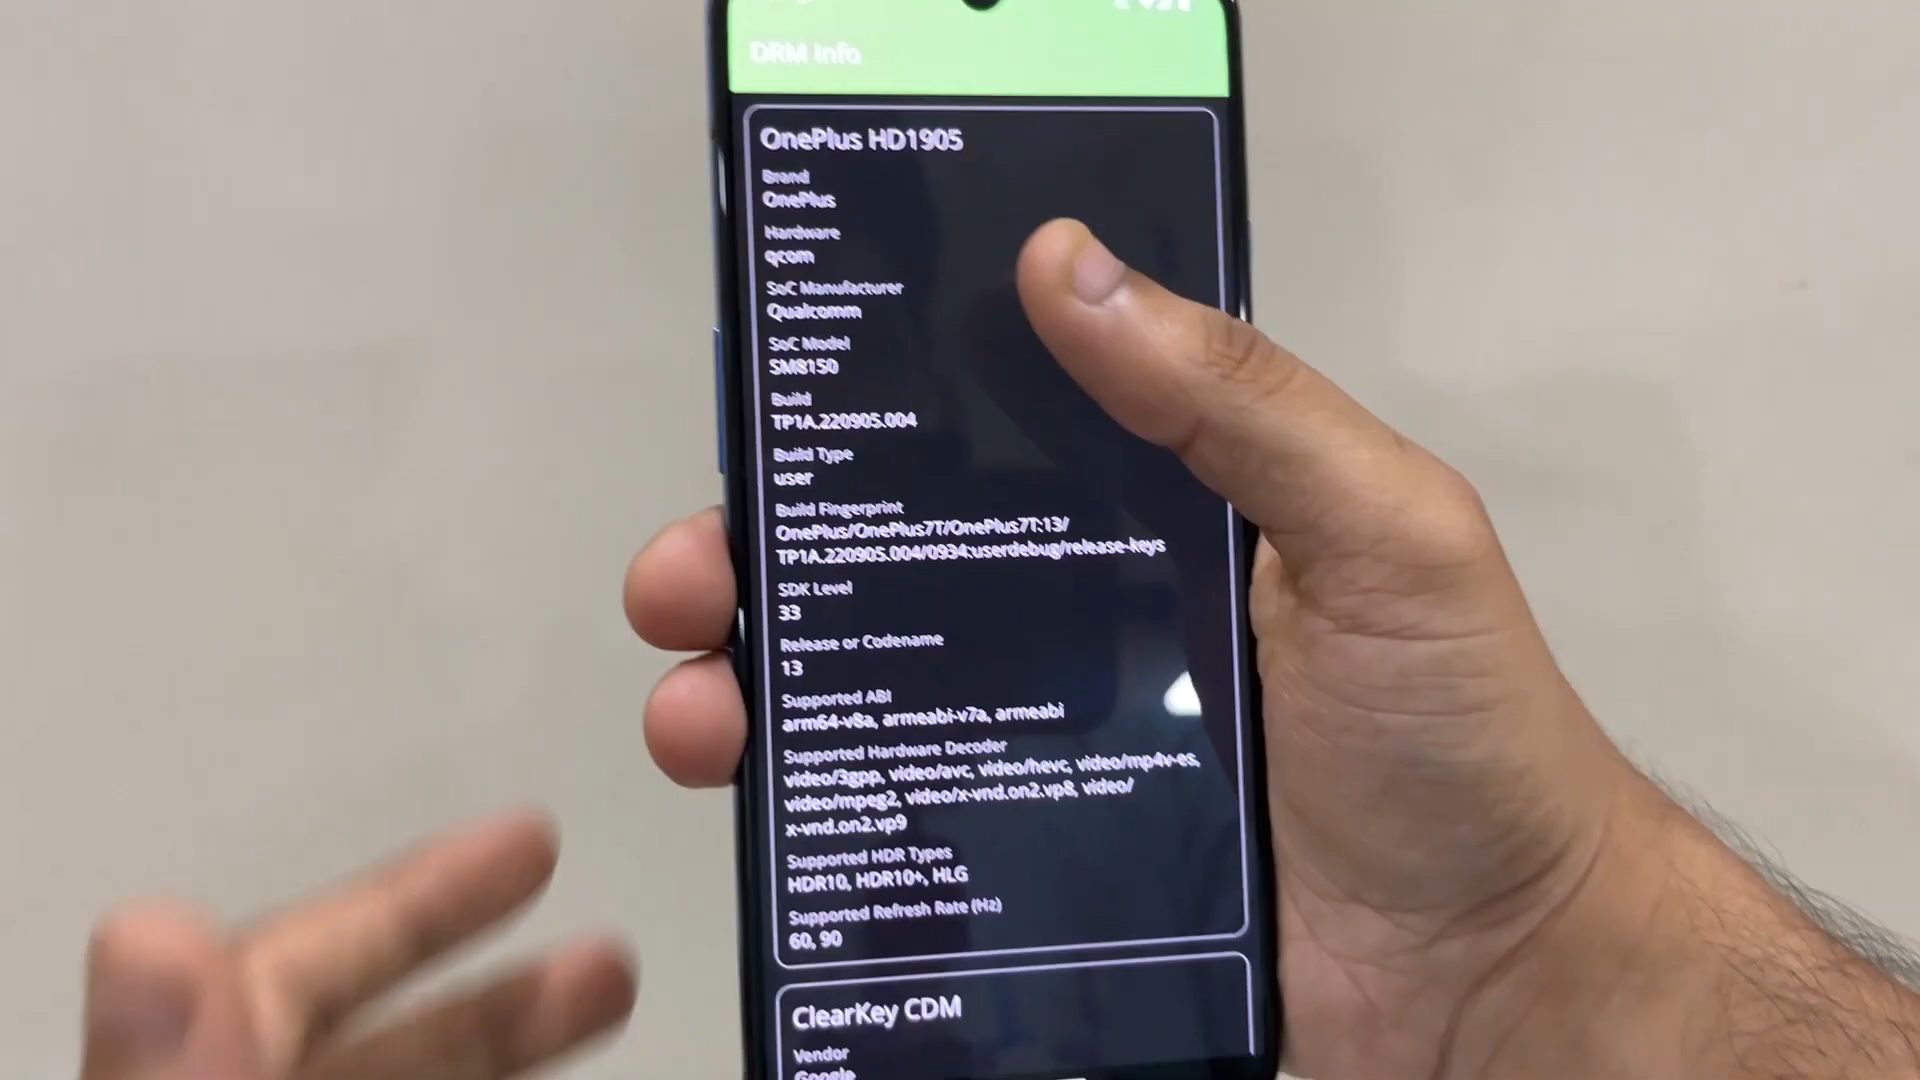 DRM Info
OnePlus HD1905
Brand
OnePlus
Hardware
qcom
SoC Manufacturer
Qualcomm
SoC Model
SM8150
Build
TP1A.220905.004
Build Type
user
Build Fingerprint
OnePlus/OnePlus7T/OnePlus7T:13/
TP1A.220905.004/0934:userdebug/release-keys
SDK Level
33
Release or Codename
13
Supported ABI
arm64-v8a, armeabi-v7a, armeabi
Supported Hardware Decoder
video/3gpp, video/avc, video/hevc, video/mp4v-es,
video/mpeg2, video/x-vnd.on2.vp8, video/
x-vnd.on2.vp9
Supported HDR Types
HDR10, HDR10+, HLG
Supported Refresh Rate (Hz)
60, 90
ClearKey CDM
Vendor
Google